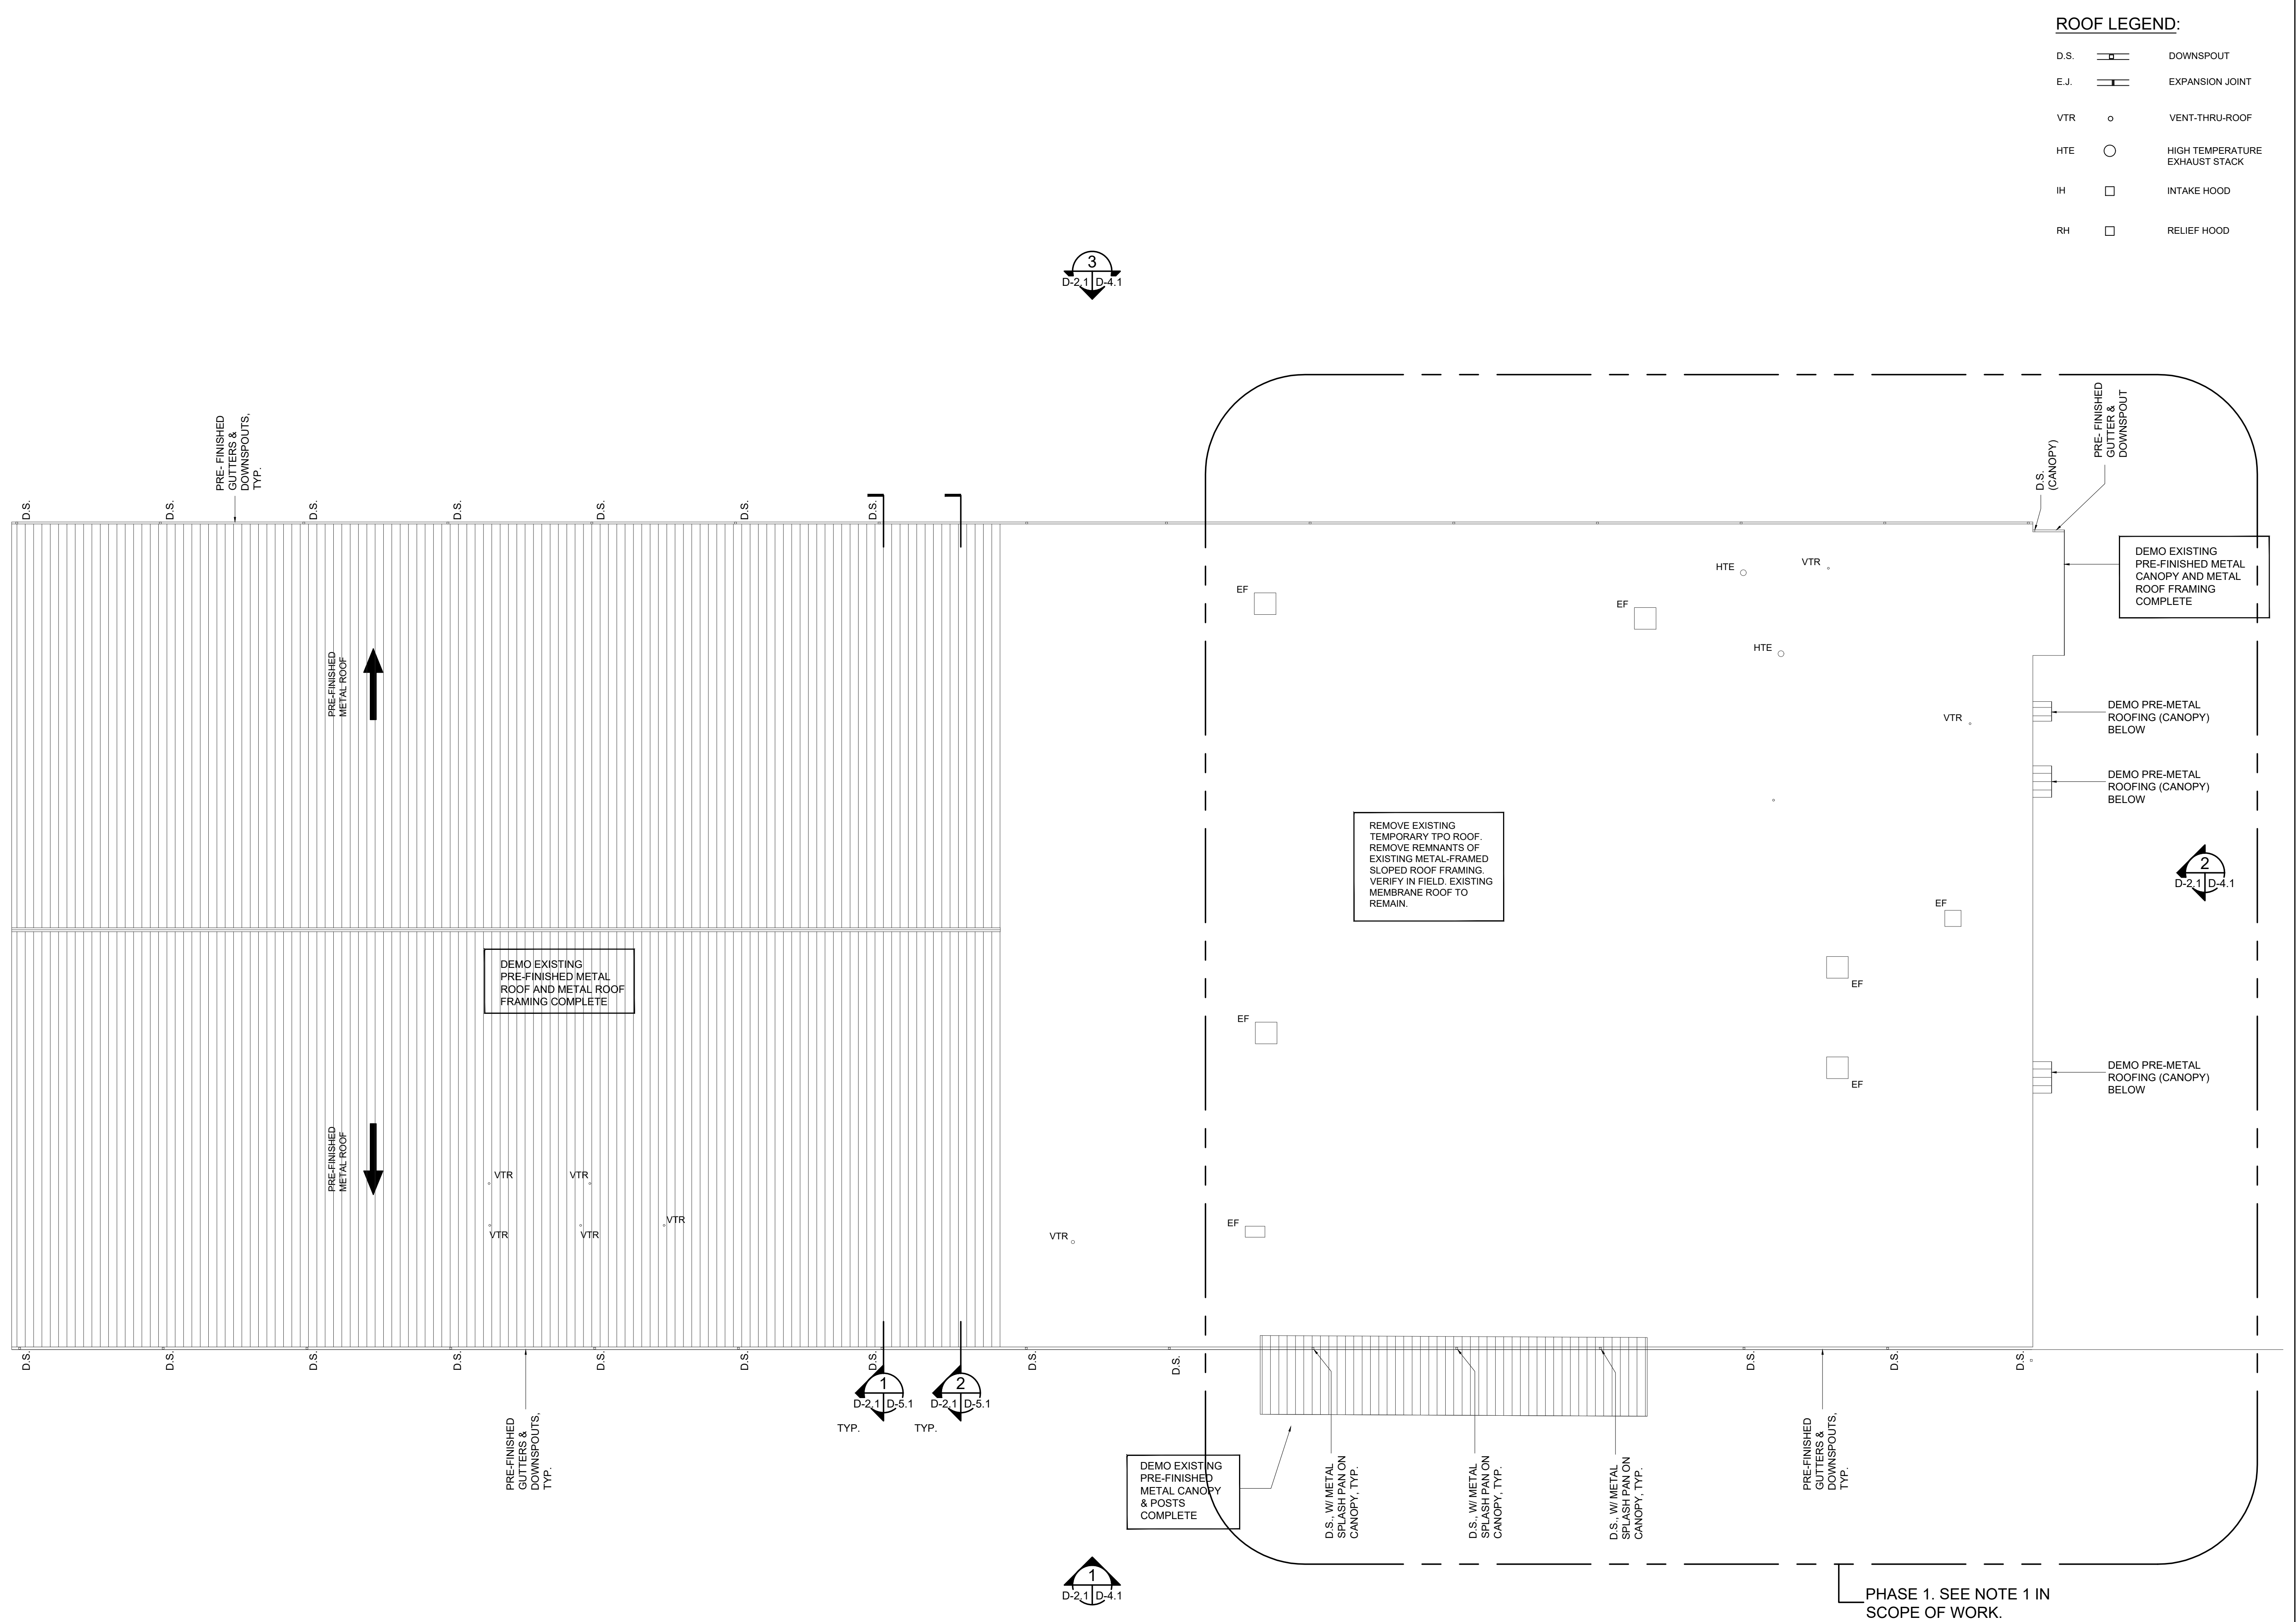 ROOF LEGEND:
D.S. DOWNSPOUT
E.J. EXPANSION JOINT
VTR VENT-THRU-ROOF
HTE HIGH TEMPERATURE
EXHAUST STACK
IH INTAKE HOOD
RH RELIEF HOOD
3
D-2.1 D-4.1
PRE- FINISHED
GUTTERS &
DOWNSPOUTS,
TYP.
D.S.
(CANOPY)
PRE- FINISHED
GUTTER &
DOWNSPOUT
D.S.
D.S.
D.S.
D.S.
D.S.
D.S.
D.S.
DEMO EXISTING
PRE-FINISHED METAL
CANOPY AND METAL
ROOF FRAMING
COMPLETE
HTE
VTR
EF
EF
HTE
PRE-FINISHED
METAL ROOF
VTR
DEMO PRE-METAL
ROOFING (CANOPY)
BELOW
DEMO PRE-METAL
ROOFING (CANOPY)
BELOW
REMOVE EXISTING
TEMPORARY TPO ROOF.
REMOVE REMNANTS OF
EXISTING METAL-FRAMED
SLOPED ROOF FRAMING.
VERIFY IN FIELD. EXISTING
MEMBRANE ROOF TO
REMAIN.
2
D-2.1 D-4.1
EF
DEMO EXISTING
PRE-FINISHED METAL
ROOF AND METAL ROOF
FRAMING COMPLETE
EF
EF
EF
DEMO PRE-METAL
ROOFING (CANOPY)
BELOW
PRE-FINISHED
METAL ROOF
VTR
VTR
VTR
VTR
VTR
VTR
EF
D.S.
D.S.
D.S.
D.S.
D.S.
D.S.
D.S.
D.S.
D.S.
D.S.
D.S.
D.S.
1
D-2.1 D-5.1
TYP.
2
D-2.1 D-5.1
TYP.
PRE-FINISHED
GUTTERS &
DOWNSPOUTS,
TYP.
DEMO EXISTING
PRE-FINISHED
METAL CANOPY
& POSTS
COMPLETE
D.S., W/ METAL
SPLASH PAN ON
CANOPY, TYP.
D.S., W/ METAL
SPLASH PAN ON
CANOPY, TYP.
D.S., W/ METAL
SPLASH PAN ON
CANOPY, TYP.
PRE-FINISHED
GUTTERS &
DOWNSPOUTS,
TYP.
1
D-2.1 D-4.1
PHASE 1. SEE NOTE 1 IN
SCOPE OF WORK.